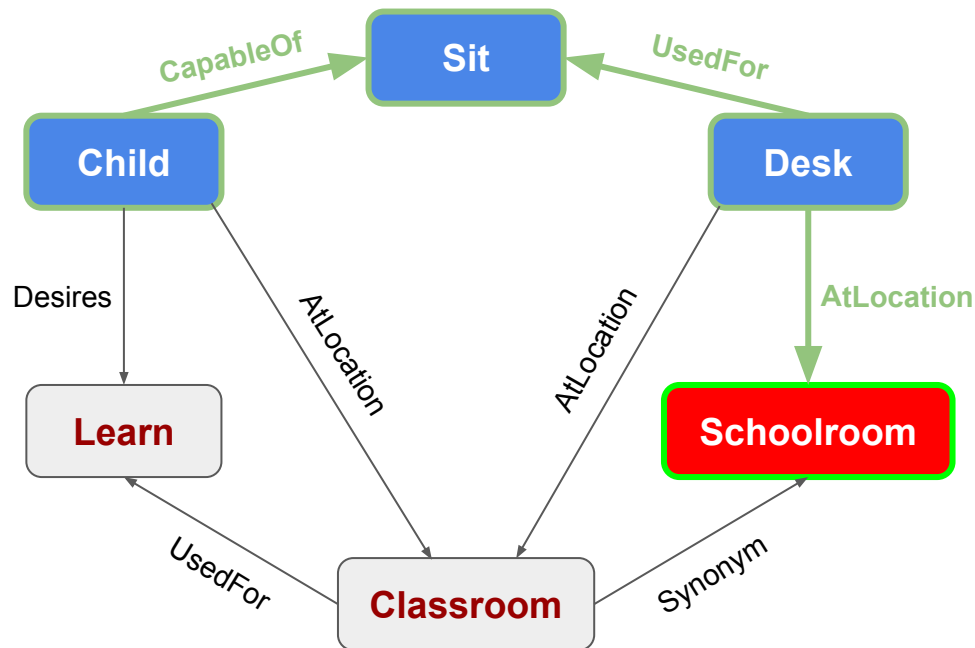 Sit
CapableOf
UsedFor
Child
Desk
Desires
AtLocation
AtLocation
AtLocation
Learn
Schoolroom
UsedFor
Classroom
Synonym